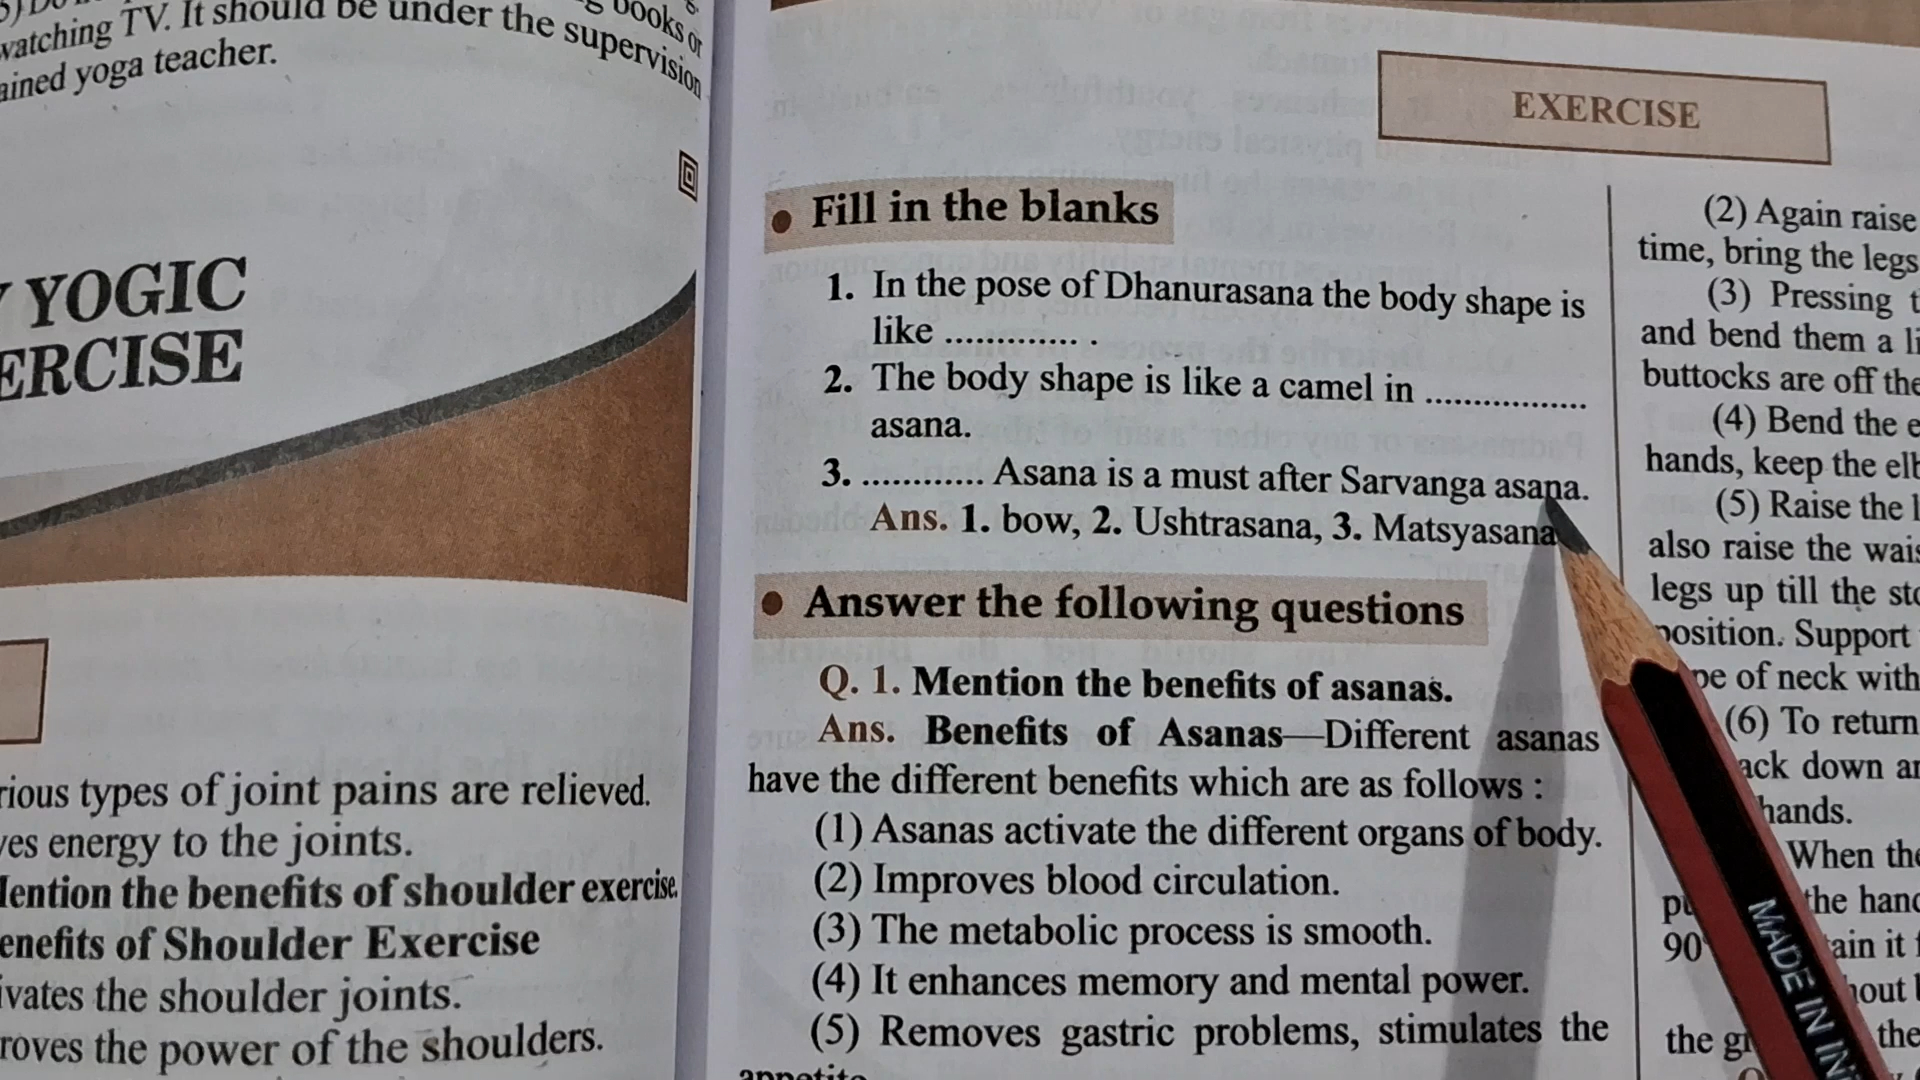 watching TV. It should be under the supervision
yoga teacher.
books or
YOGIC
rious types of joint pains are relieved.
energy to the joints.
Mention the benefits of shoulder exercise.
Benefits of Shoulder Exercise
the shoulder joints.
the power of the shoulders.
EXERCISE
• Fill in the blanks
1. In the pose of Dhanurasana the body shape is
like ............. .
2. The body shape is like a camel in ................
asana.
3. ............ Asana is a must after Sarvanga asana.
Ans. 1. bow, 2. Ushtrasana, 3. Matsyasana
• Answer the following questions
Q. 1. Mention the benefits of asanas.
Ans. Benefits of Asanas—Different asanas
have the different benefits which are as follows :
(1) Asanas activate the different organs of body.
(2) Improves blood circulation.
(3) The metabolic process is smooth.
(4) It enhances memory and mental power.
(5) Removes gastric problems, stimulates the
(2) Again raise
time, bring the legs
(3) Pressing
and bend them a
buttocks are off the
(4) Bend the
hands, keep the
(5) Raise the
also raise the
legs up till the
position. Support
of neck with
(6) To return
down
hands.
When the
the
90
it
the
the
MADE IN